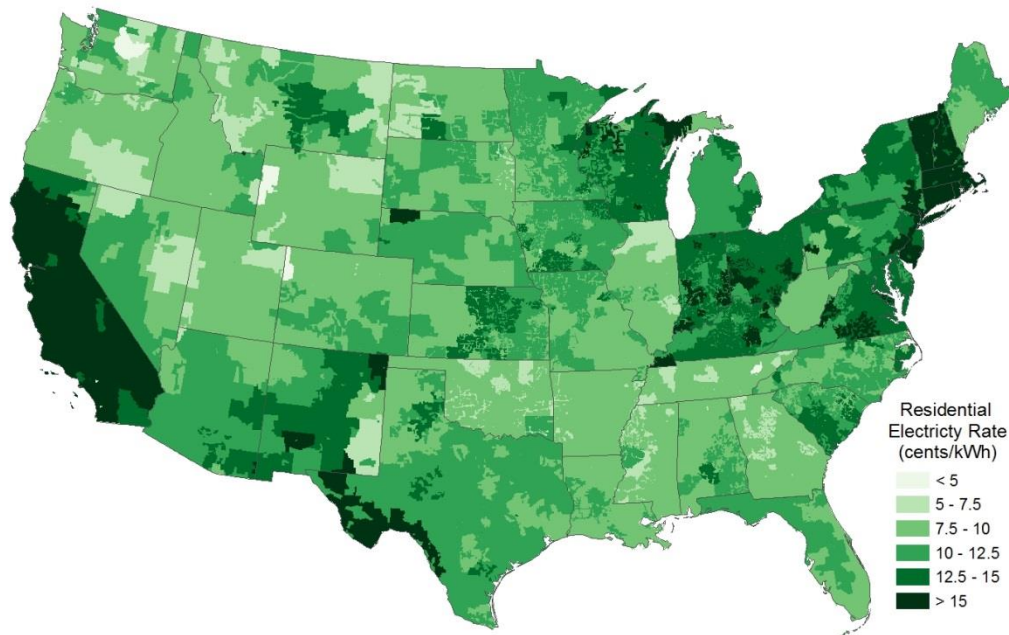 Residential
Electricty Rate
(cents/kWh)
< 5
5 - 7.5
7.5 - 10
10 - 12.5
12.5 - 15
> 15